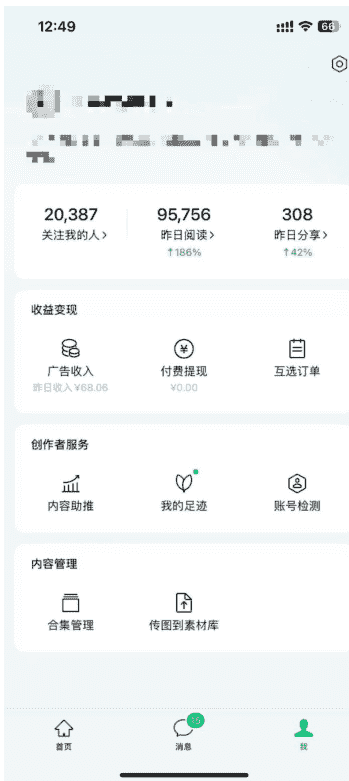 12:49
66
20,387
95,756
308
关注我的人
昨日阅读
昨日分享
↑186%
↑42%
收益变现
广告收入
付费提现
互选订单
昨日收入 ¥68.06
¥0.00
创作者服务
内容助推
我的足迹
账号检测
内容管理
合集管理
传图到素材库
15
首页
消息
我